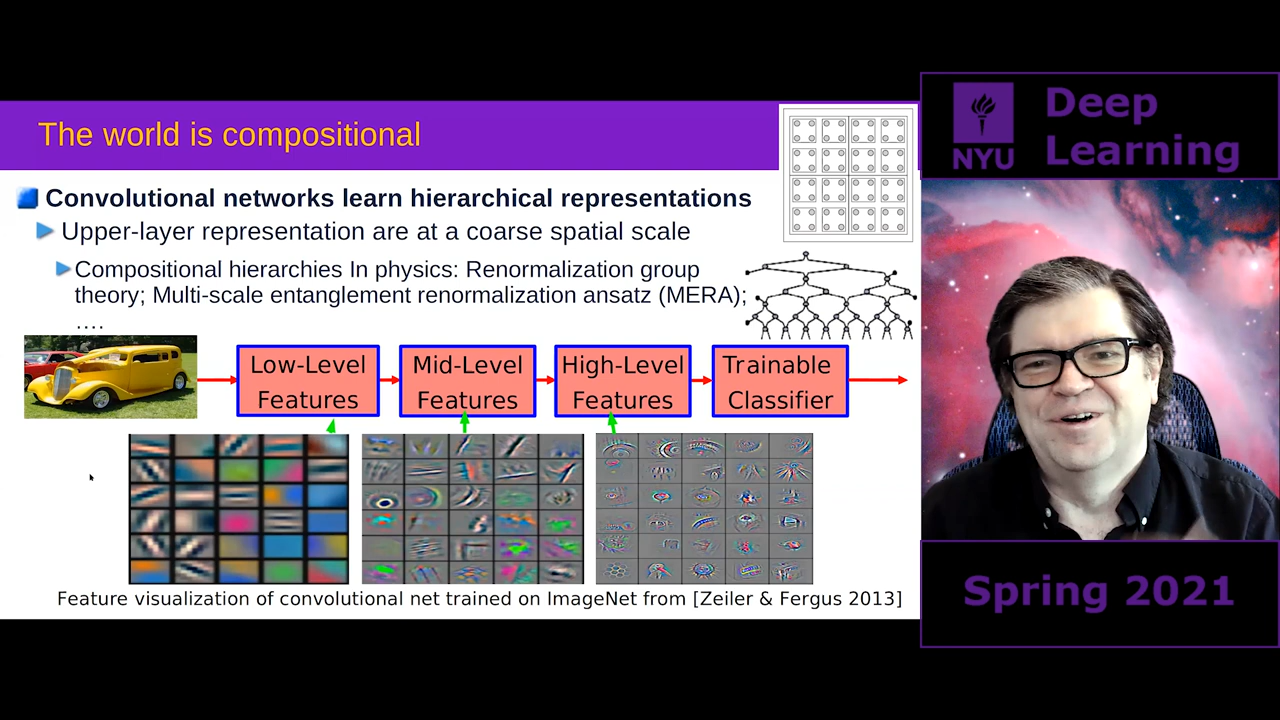 The world is compositional
Convolutional networks learn hierarchical representations
Upper-layer representation are at a coarse spatial scale
Compositional hierarchies In physics: Renormalization group
theory; Multi-scale entanglement renormalization ansatz (MERA);
....
Low-Level
Features
Mid-Level
Features
High-Level
Features
Trainable
Classifier
Feature visualization of convolutional net trained on ImageNet from [Zeiler & Fergus 2013]
NYU
Deep
Learning
Spring 2021